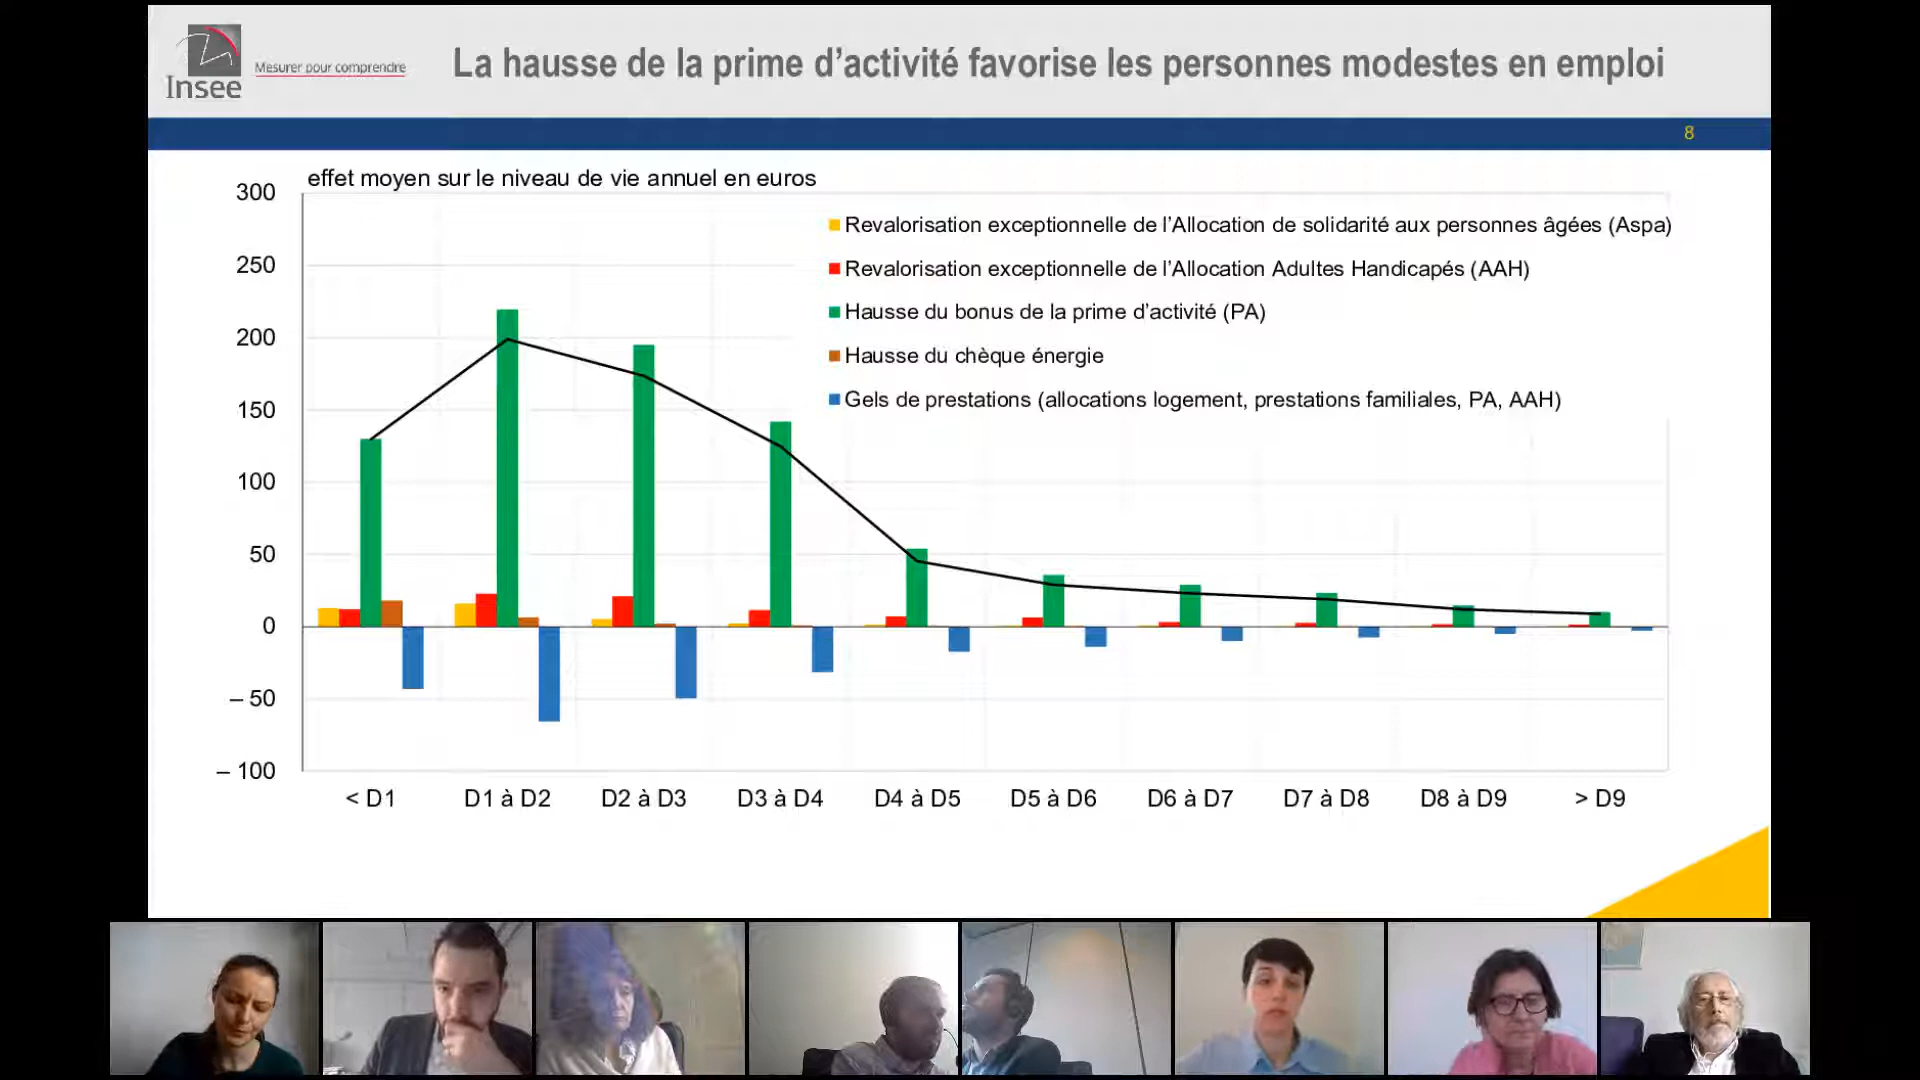 Insee
Mesurer pour comprendre
La hausse de la prime d’activité favorise les personnes modestes en emploi
8
effet moyen sur le niveau de vie annuel en euros
300
250
200
150
100
50
0
– 50
– 100
Revalorisation exceptionnelle de l’Allocation de solidarité aux personnes âgées (Aspa)
Revalorisation exceptionnelle de l’Allocation Adultes Handicapés (AAH)
Hausse du bonus de la prime d’activité (PA)
Hausse du chèque énergie
Gels de prestations (allocations logement, prestations familiales, PA, AAH)
< D1 D1 à D2 D2 à D3 D3 à D4 D4 à D5 D5 à D6 D6 à D7 D7 à D8 D8 à D9 > D9